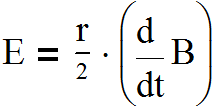 E = r/2 · (d/dt B)